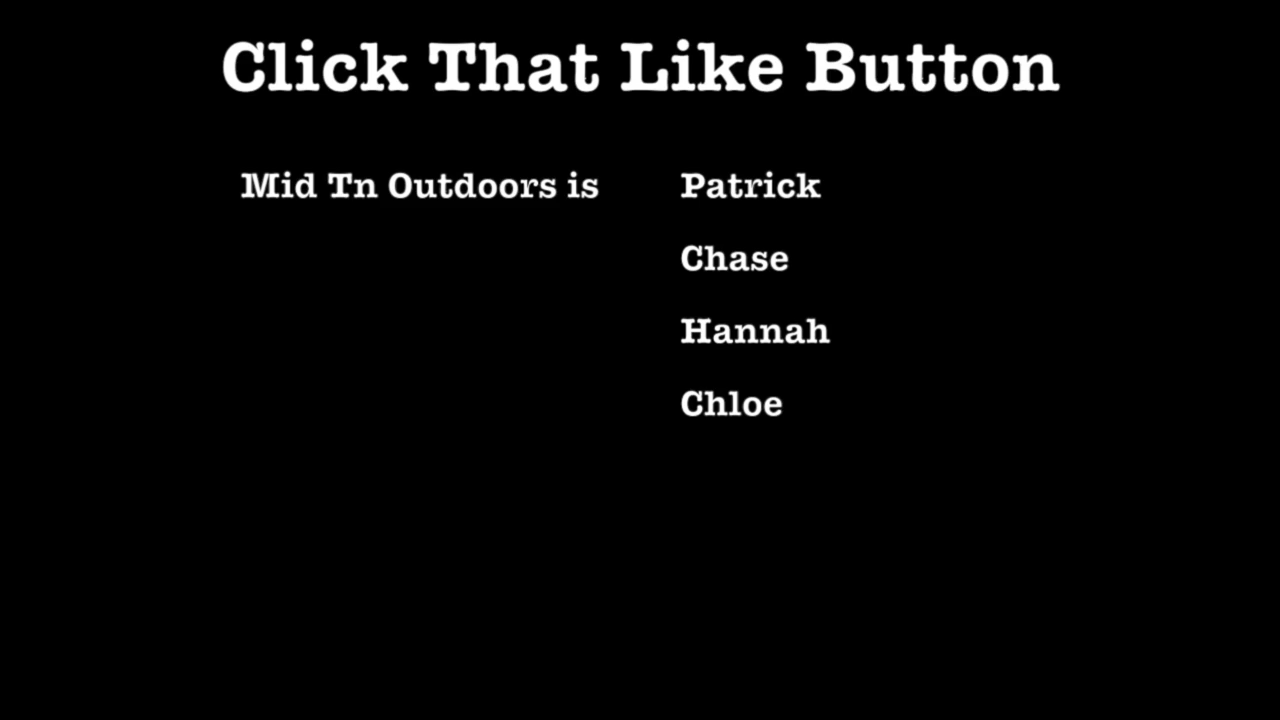 Click That Like Button
Mid Tn Outdoors is Patrick
Chase
Hannah
Chloe